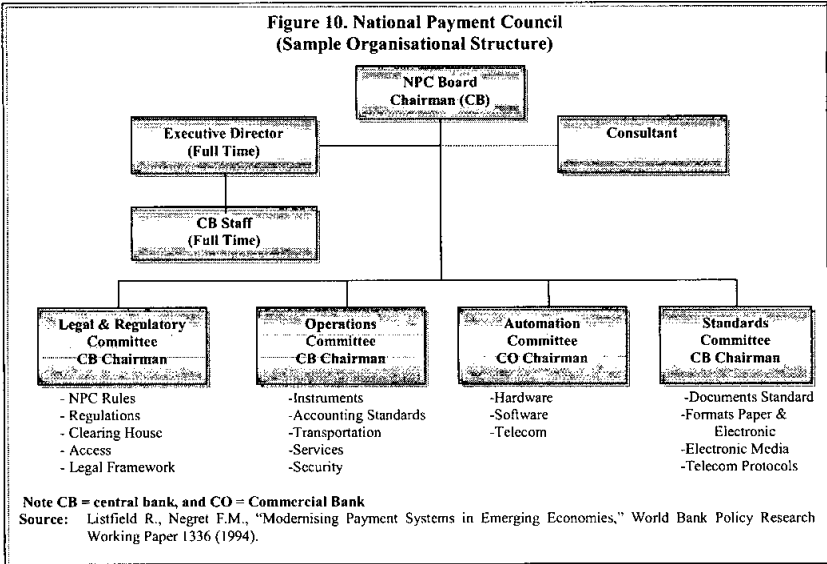 Figure 10. National Payment Council
(Sample Organisational Structure)
NPC Board
Chairman (CB)
Executive Director
(Full Time)
Consultant
CB Staff
(Full Time)
Legal & Regulatory
Committee
CB Chairman
- NPC Rules
- Regulations
- Clearing House
- Access
- Legal Framework
Operations
Committee
CB Chairman
-Instruments
-Accounting Standards
-Transportation
-Services
-Security
Automation
Committee
CO Chairman
-Hardware
-Software
-Telecom
Standards
Committee
CB Chairman
-Documents Standard
-Formats Paper &
Electronic
-Electronic Media
-Telecom Protocols
Note CB = central bank, and CO = Commercial Bank
Source: Listfield R., Negret F.M., “Modernising Payment Systems in Emerging Economies,” World Bank Policy Research
Working Paper 1336 (1994).